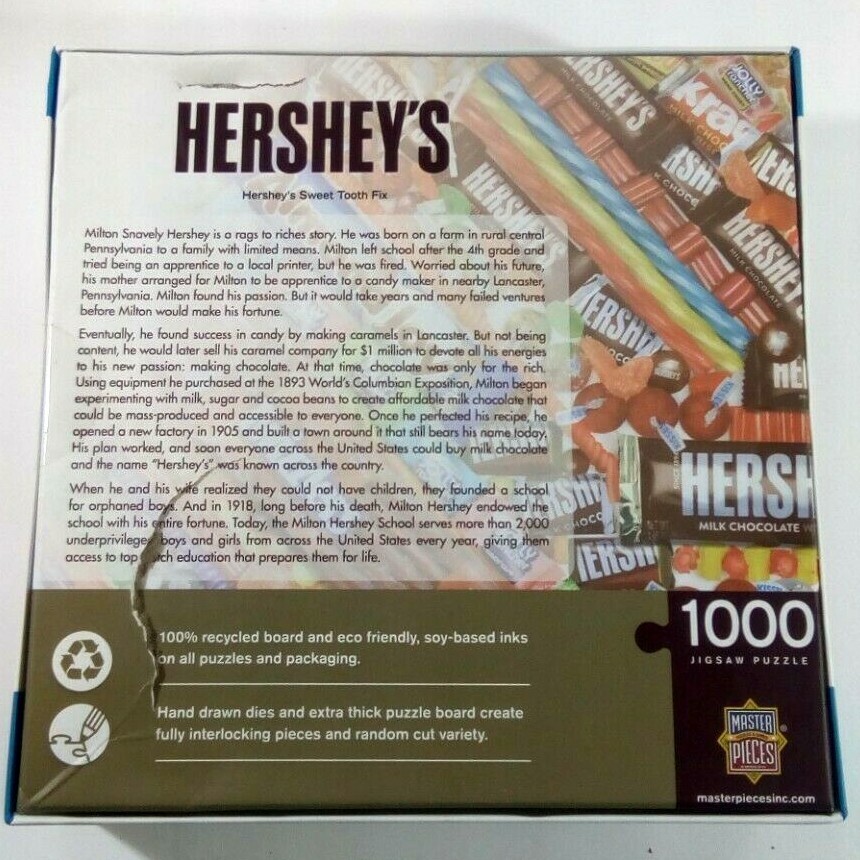 HERSHEY'S
Hershey's Sweet Tooth Fix
Milton Snavely Hershey is a rags to riches story. He was born on a farm in rural central
Pennsylvania to a family with limited means. Milton left school after the 4th grade and
tried being an apprentice to a local printer, but he was fired. Worried about his future,
his mother arranged for Milton to be apprentice to a candy maker in nearby Lancaster,
Pennsylvania. Milton found his passion. But it would take years and many failed ventures
before Milton would make his fortune.
Eventually, he found success in candy by making caramels in Lancaster. But not being
content, he would later sell his caramel company for $1 million to devote all his energies
to his new passion: making chocolate. At that time, chocolate was only for the rich.
Using equipment he purchased at the 1893 World's Columbian Exposition, Milton began
experimenting with milk, sugar and cocoa beans to create affordable milk chocolate that
could be mass-produced and accessible to everyone. Once he perfected his recipe, he
opened a new factory in 1905 and built a town around it that still bears his name today.
His plan worked, and soon everyone across the United States could buy milk chocolate
and the name "Hershey's" was known across the country.
When he and his wife realized they could not have children, they founded a school
for orphaned boys. And in 1918, long before his death, Milton Hershey endowed the
school with his entire fortune. Today, the Milton Hershey School serves more than 2,000
underprivilege boys and girls from across the United States every year, giving them
access to top tch education that prepares them for life.
100% recycled board and eco friendly, soy-based inks
on all puzzles and packaging.
Hand drawn dies and extra thick puzzle board create
fully interlocking pieces and random cut variety.
HERSHEY'S
JOLLY
Krac
HERSHEY
MILK CHOCOLATE
HERSH
MILK CHOCOLATE W
1000
JIGSAW PUZZLE
MASTER
PIECES
masterpiecesinc.com